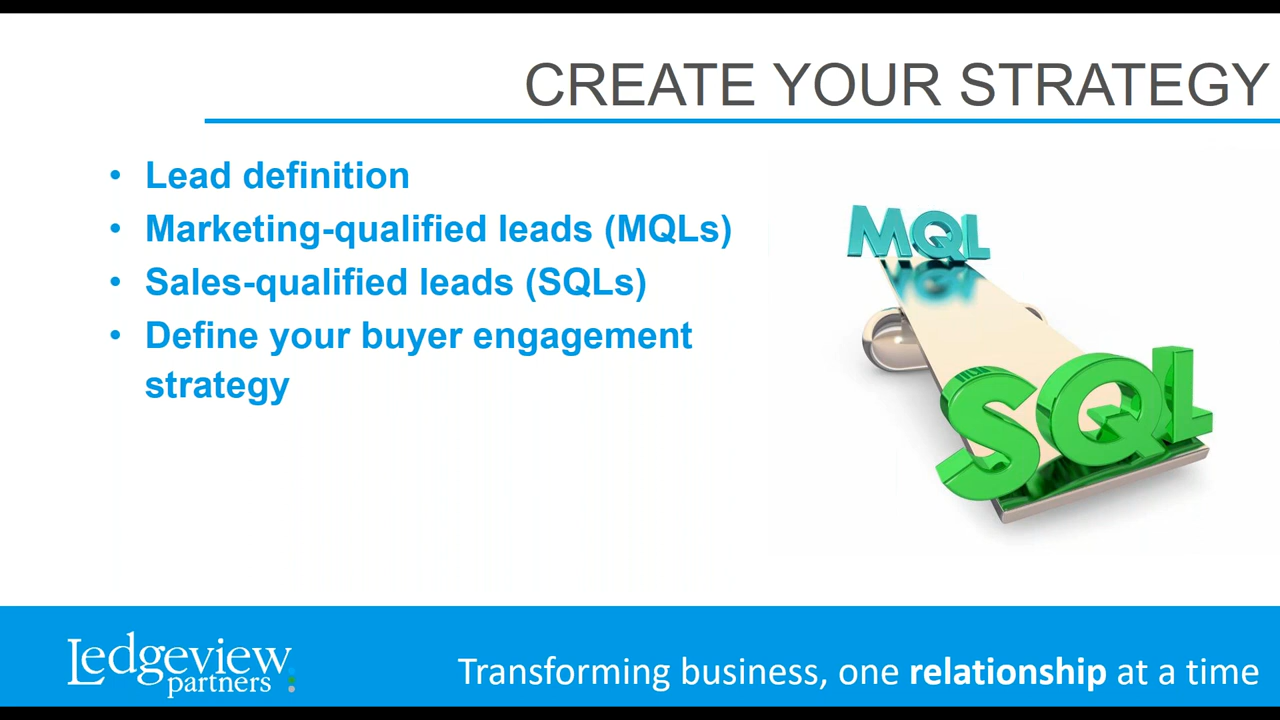 CREATE YOUR STRATEGY
• Lead definition
• Marketing-qualified leads (MQLs)
• Sales-qualified leads (SQLs)
• Define your buyer engagement
strategy
MQL
SQL
Ledgeview
partners
Transforming business, one relationship at a time